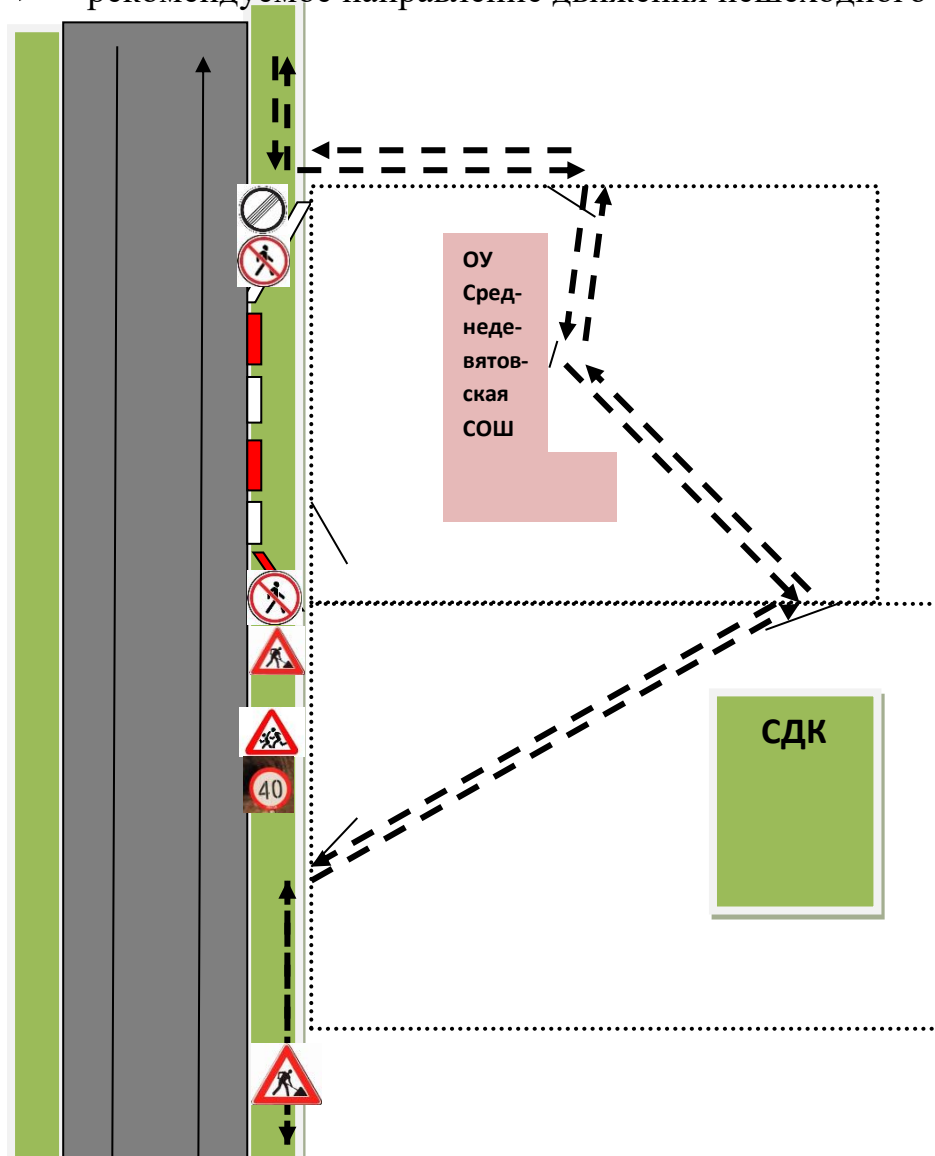 рекомендуемое направление движения пешеходного
ОУ
Сред-
неде-
вятов-
ская
СОШ
СДК
40